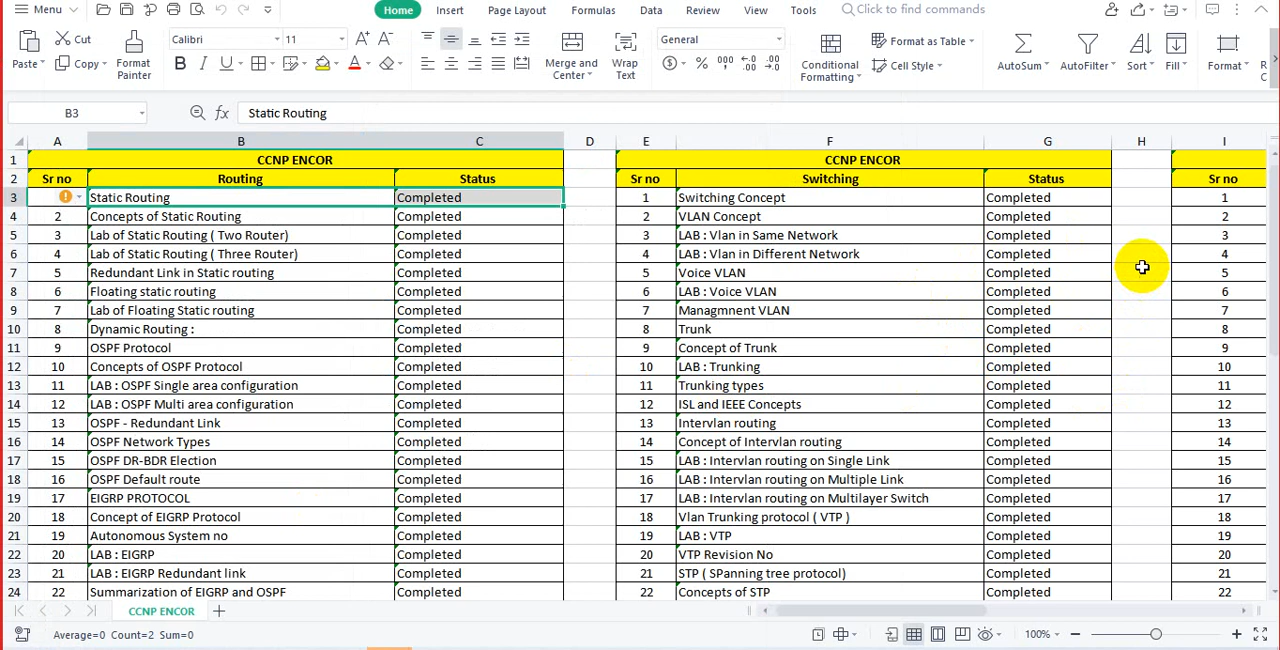 Menu
Home Insert Page Layout Formulas Data Review View Tools Click to find commands
Cut Calibri 11 A+ A- General Format as Table
Paste Copy Format Painter B I U A Merge and Center Wrap Text Conditional Formatting Cell Style AutoSum AutoFilter Sort Fill Format
B3 fx Static Routing
A B C D E F G H I
1 CCNP ENCOR CCNP ENCOR
2 Sr no Routing Status Sr no Switching Status Sr no
3 Static Routing Completed 1 Switching Concept Completed 1
4 2 Concepts of Static Routing Completed 2 VLAN Concept Completed 2
5 3 Lab of Static Routing ( Two Router) Completed 3 LAB : Vlan in Same Network Completed 3
6 4 Lab of Static Routing ( Three Router) Completed 4 LAB : Vlan in Different Network Completed 4
7 5 Redundant Link in Static routing Completed 5 Voice VLAN Completed 5
8 6 Floating static routing Completed 6 LAB : Voice VLAN Completed 6
9 7 Lab of Floating Static routing Completed 7 Managmnent VLAN Completed 7
10 8 Dynamic Routing : Completed 8 Trunk Completed 8
11 9 OSPF Protocol Completed 9 Concept of Trunk Completed 9
12 10 Concepts of OSPF Protocol Completed 10 LAB : Trunking Completed 10
13 11 LAB : OSPF Single area configuration Completed 11 Trunking types Completed 11
14 12 LAB : OSPF Multi area configuration Completed 12 ISL and IEEE Concepts Completed 12
15 13 OSPF - Redundant Link Completed 13 Intervlan routing Completed 13
16 14 OSPF Network Types Completed 14 Concept of Intervlan routing Completed 14
17 15 OSPF DR-BDR Election Completed 15 LAB : Intervlan routing on Single Link Completed 15
18 16 OSPF Default route Completed 16 LAB : Intervlan routing on Multiple Link Completed 16
19 17 EIGRP PROTOCOL Completed 17 LAB : Intervlan routing on Multilayer Switch Completed 17
20 18 Concept of EIGRP Protocol Completed 18 Vlan Trunking protocol ( VTP ) Completed 18
21 19 Autonomous System no Completed 19 LAB : VTP Completed 19
22 20 LAB : EIGRP Completed 20 VTP Revision No Completed 20
23 21 LAB : EIGRP Redundant link Completed 21 STP ( SPanning tree protocol) Completed 21
24 22 Summarization of EIGRP and OSPF Completed 22 Concepts of STP Completed 22
CCNP ENCOR
Average=0 Count=2 Sum=0 100%